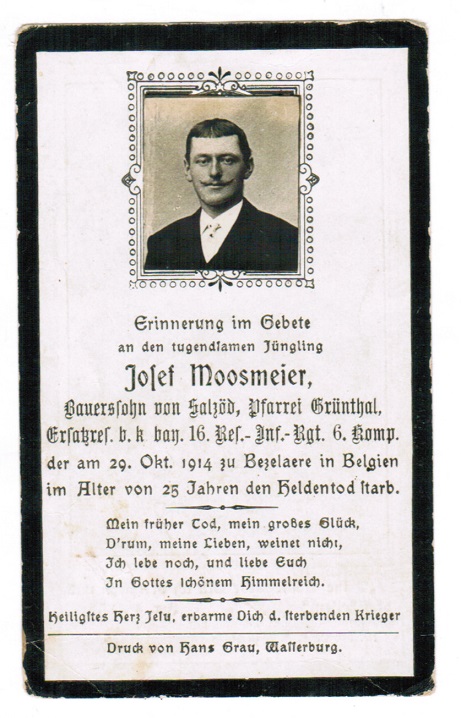 Erinnerung im Gebete
an den tugendsamen Jüngling
Josef Moosmeier,
Bauerssohn von Salzöd, Pfarrei Grünthal,
Ersatzres. b. k bay. 16. Res.-Inf.-Rgt. 6. Komp.
der am 29. Okt. 1914 zu Bezelaere in Belgien
im Alter von 25 Jahren den Heldentod starb.
Mein früher Tod, mein großes Glück,
D'rum, meine Lieben, weinet nicht,
Ich lebe noch, und liebe Euch
In Gottes schönem Himmelreich.
Heiligstes Herz Jesu, erbarme Dich d. sterbenden Krieger
Druck von Hans Grau, Wasserburg.